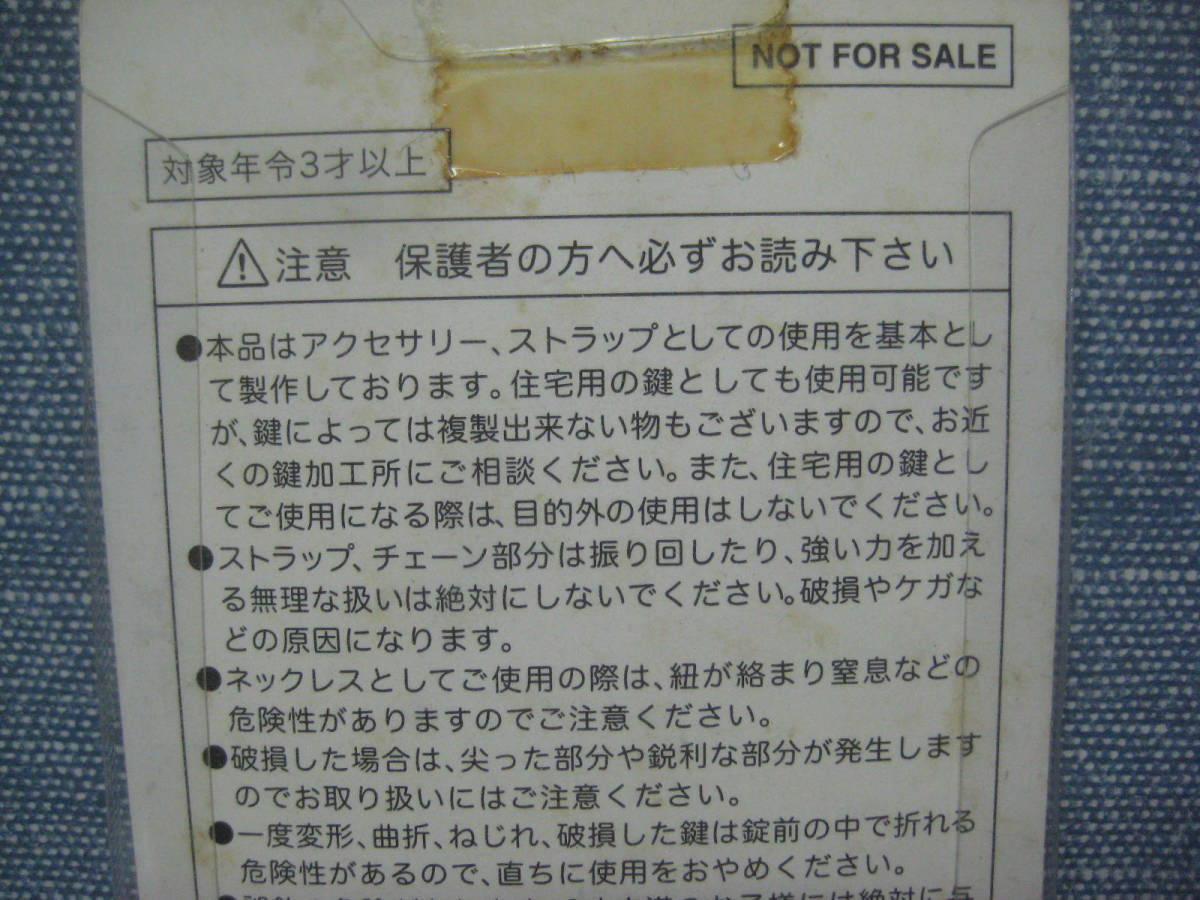 NOT FOR SALE
対象年令3才以上
注意　保護者の方へ必ずお読み下さい
●本品はアクセサリー、ストラップとしての使用を基本とし
て製作しております。住宅用の鍵としても使用可能です
が、鍵によっては複製出来ない物もございますので、お近
くの鍵加工所にご相談ください。また、住宅用の鍵とし
てご使用になる際は、目的外の使用はしないでください。
●ストラップ、チェーン部分は振り回したり、強い力を加え
る無理な扱いは絶対にしないでください。破損やケガな
どの原因になります。
●ネックレスとしてご使用の際は、紐が絡まり窒息などの
危険性がありますのでご注意ください。
●破損した場合は、尖った部分や鋭利な部分が発生します
のでお取り扱いにはご注意ください。
●一度変形、曲折、ねじれ、破損した鍵は錠前の中で折れる
危険性があるので、直ちに使用をおやめください。